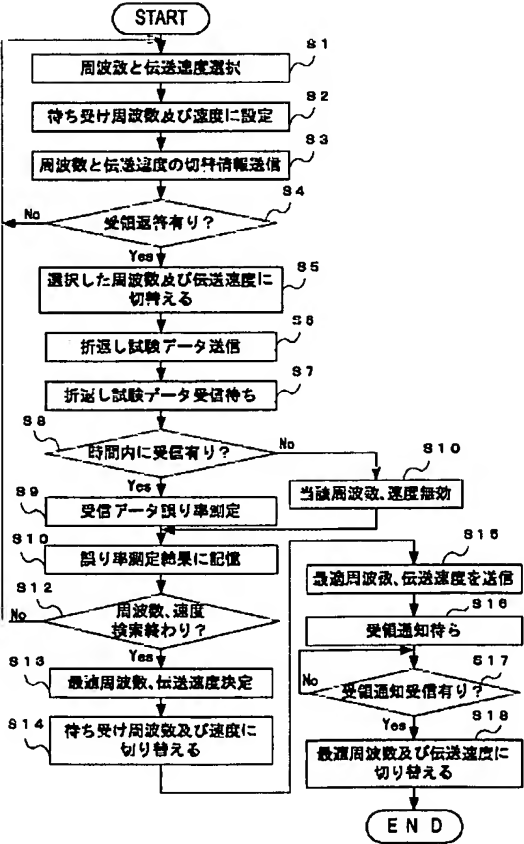 START
S1
周波数と伝送速度選択
S2
待ち受け周波数及び速度に設定
S3
周波数と伝送速度の切替情報送信
S4
受領返答有り?
No
Yes
S5
選択した周波数及び伝送速度に
切替える
S6
折返し試験データ送信
S7
折返し試験データ受信待ち
S8
時間内に受信有り?
No
Yes
S10
当該周波数、速度無効
S9
受信データ誤り率測定
S10
誤り率測定結果に記憶
S12
周波数、速度
検索終わり?
No
Yes
S13
最適周波数、伝送速度決定
S14
待ち受け周波数及び速度に
切り替える
S15
最適周波数、伝送速度を送信
S16
受領通知待ち
S17
受領通知受信有り?
No
Yes
S18
最適周波数及び伝送速度に
切り替える
END